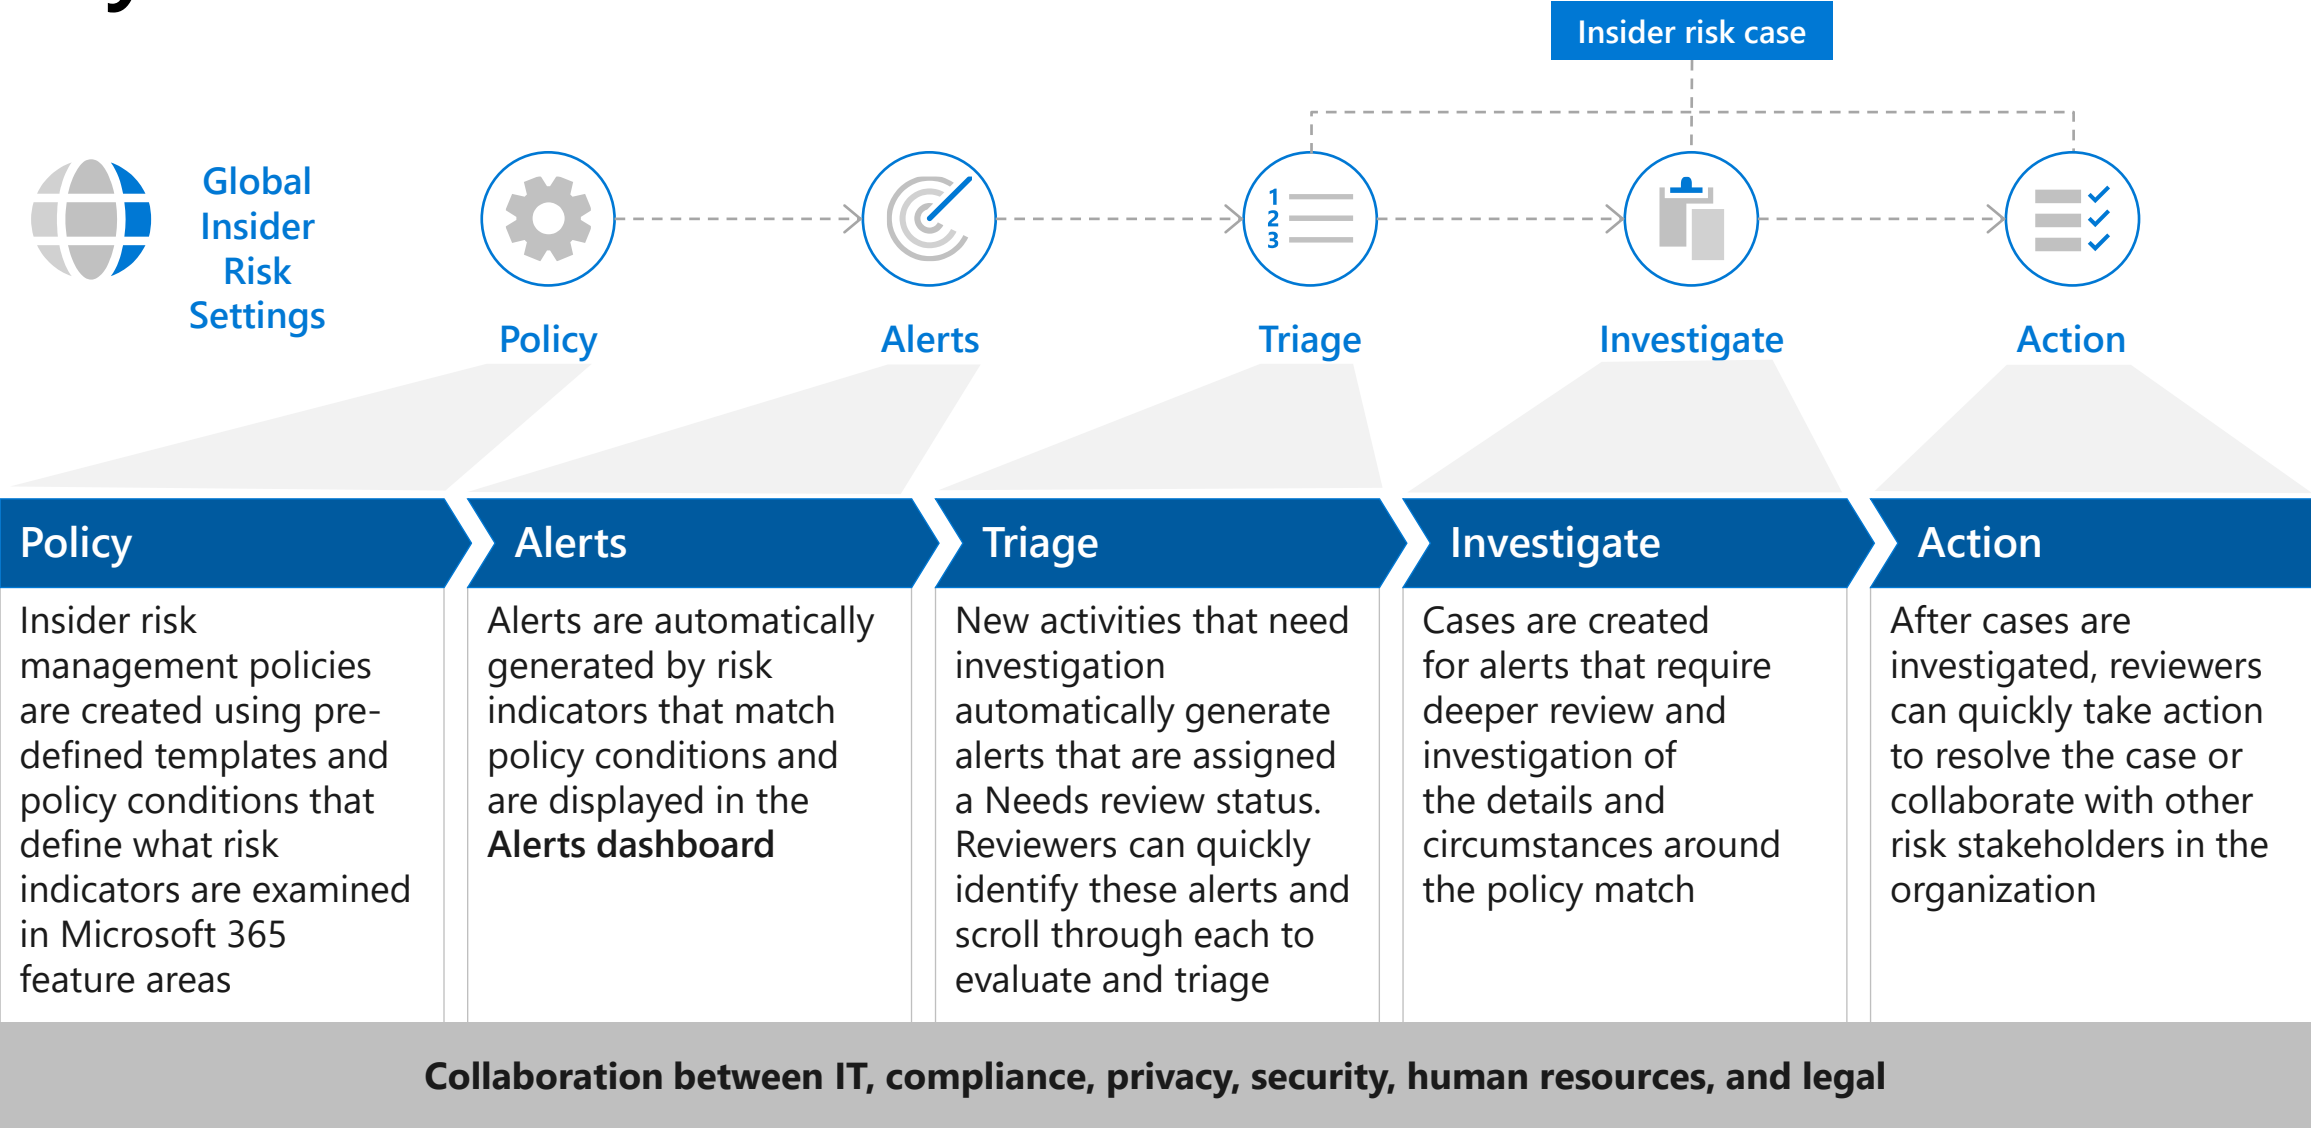 Insider risk case
Global
Insider
Risk
Settings
1
2
3
Policy
Alerts
Triage
Investigate
Action
Policy
Insider risk
management policies
are created using pre-
defined templates and
policy conditions that
define what risk
indicators are examined
in Microsoft 365
feature areas
Alerts
Alerts are automatically
generated by risk
indicators that match
policy conditions and
are displayed in the
Alerts dashboard
Triage
New activities that need
investigation
automatically generate
alerts that are assigned
a Needs review status.
Reviewers can quickly
identify these alerts and
scroll through each to
evaluate and triage
Investigate
Cases are created
for alerts that require
deeper review and
investigation of
the details and
circumstances around
the policy match
Action
After cases are
investigated, reviewers
can quickly take action
to resolve the case or
collaborate with other
risk stakeholders in the
organization
Collaboration between IT, compliance, privacy, security, human resources, and legal